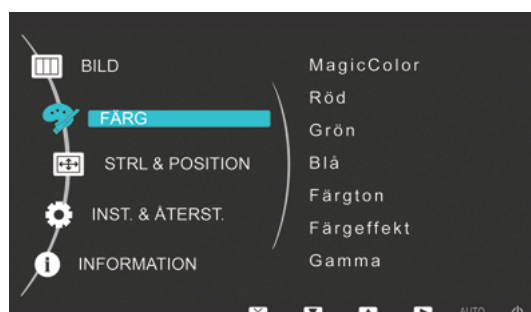 BILD
FÄRG
STRL & POSITION
INST. & ÅTERST.
INFORMATION
MagicColor
Röd
Grön
Blå
Färgton
Färgeffekt
Gamma
AUTO